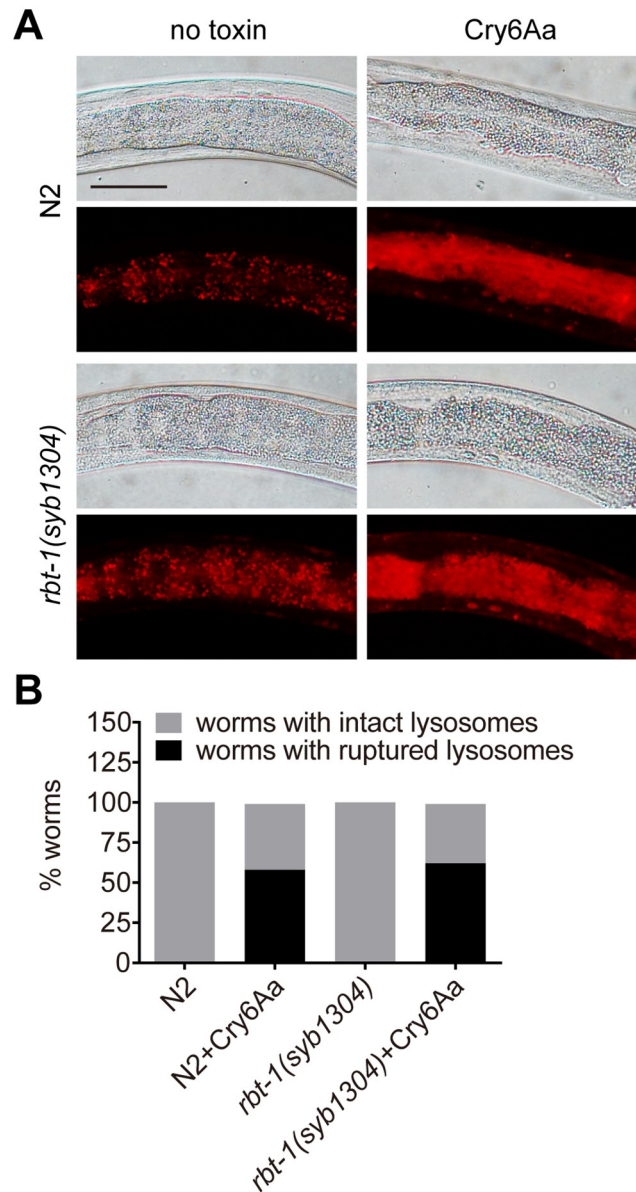 A
no toxin
Cry6Aa
N2
rbt-1(syb1304)
B
worms with intact lysosomes
worms with ruptured lysosomes
% worms
150
125
100
75
50
25
0
N2
N2+Cry6Aa
rbt-1(syb1304)
rbt-1(syb1304)+Cry6Aa